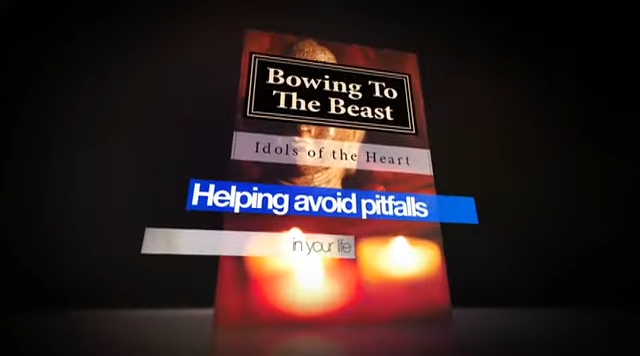 Bowing To
The Beast
Idols of the Heart
Helping avoid pitfalls
in your life